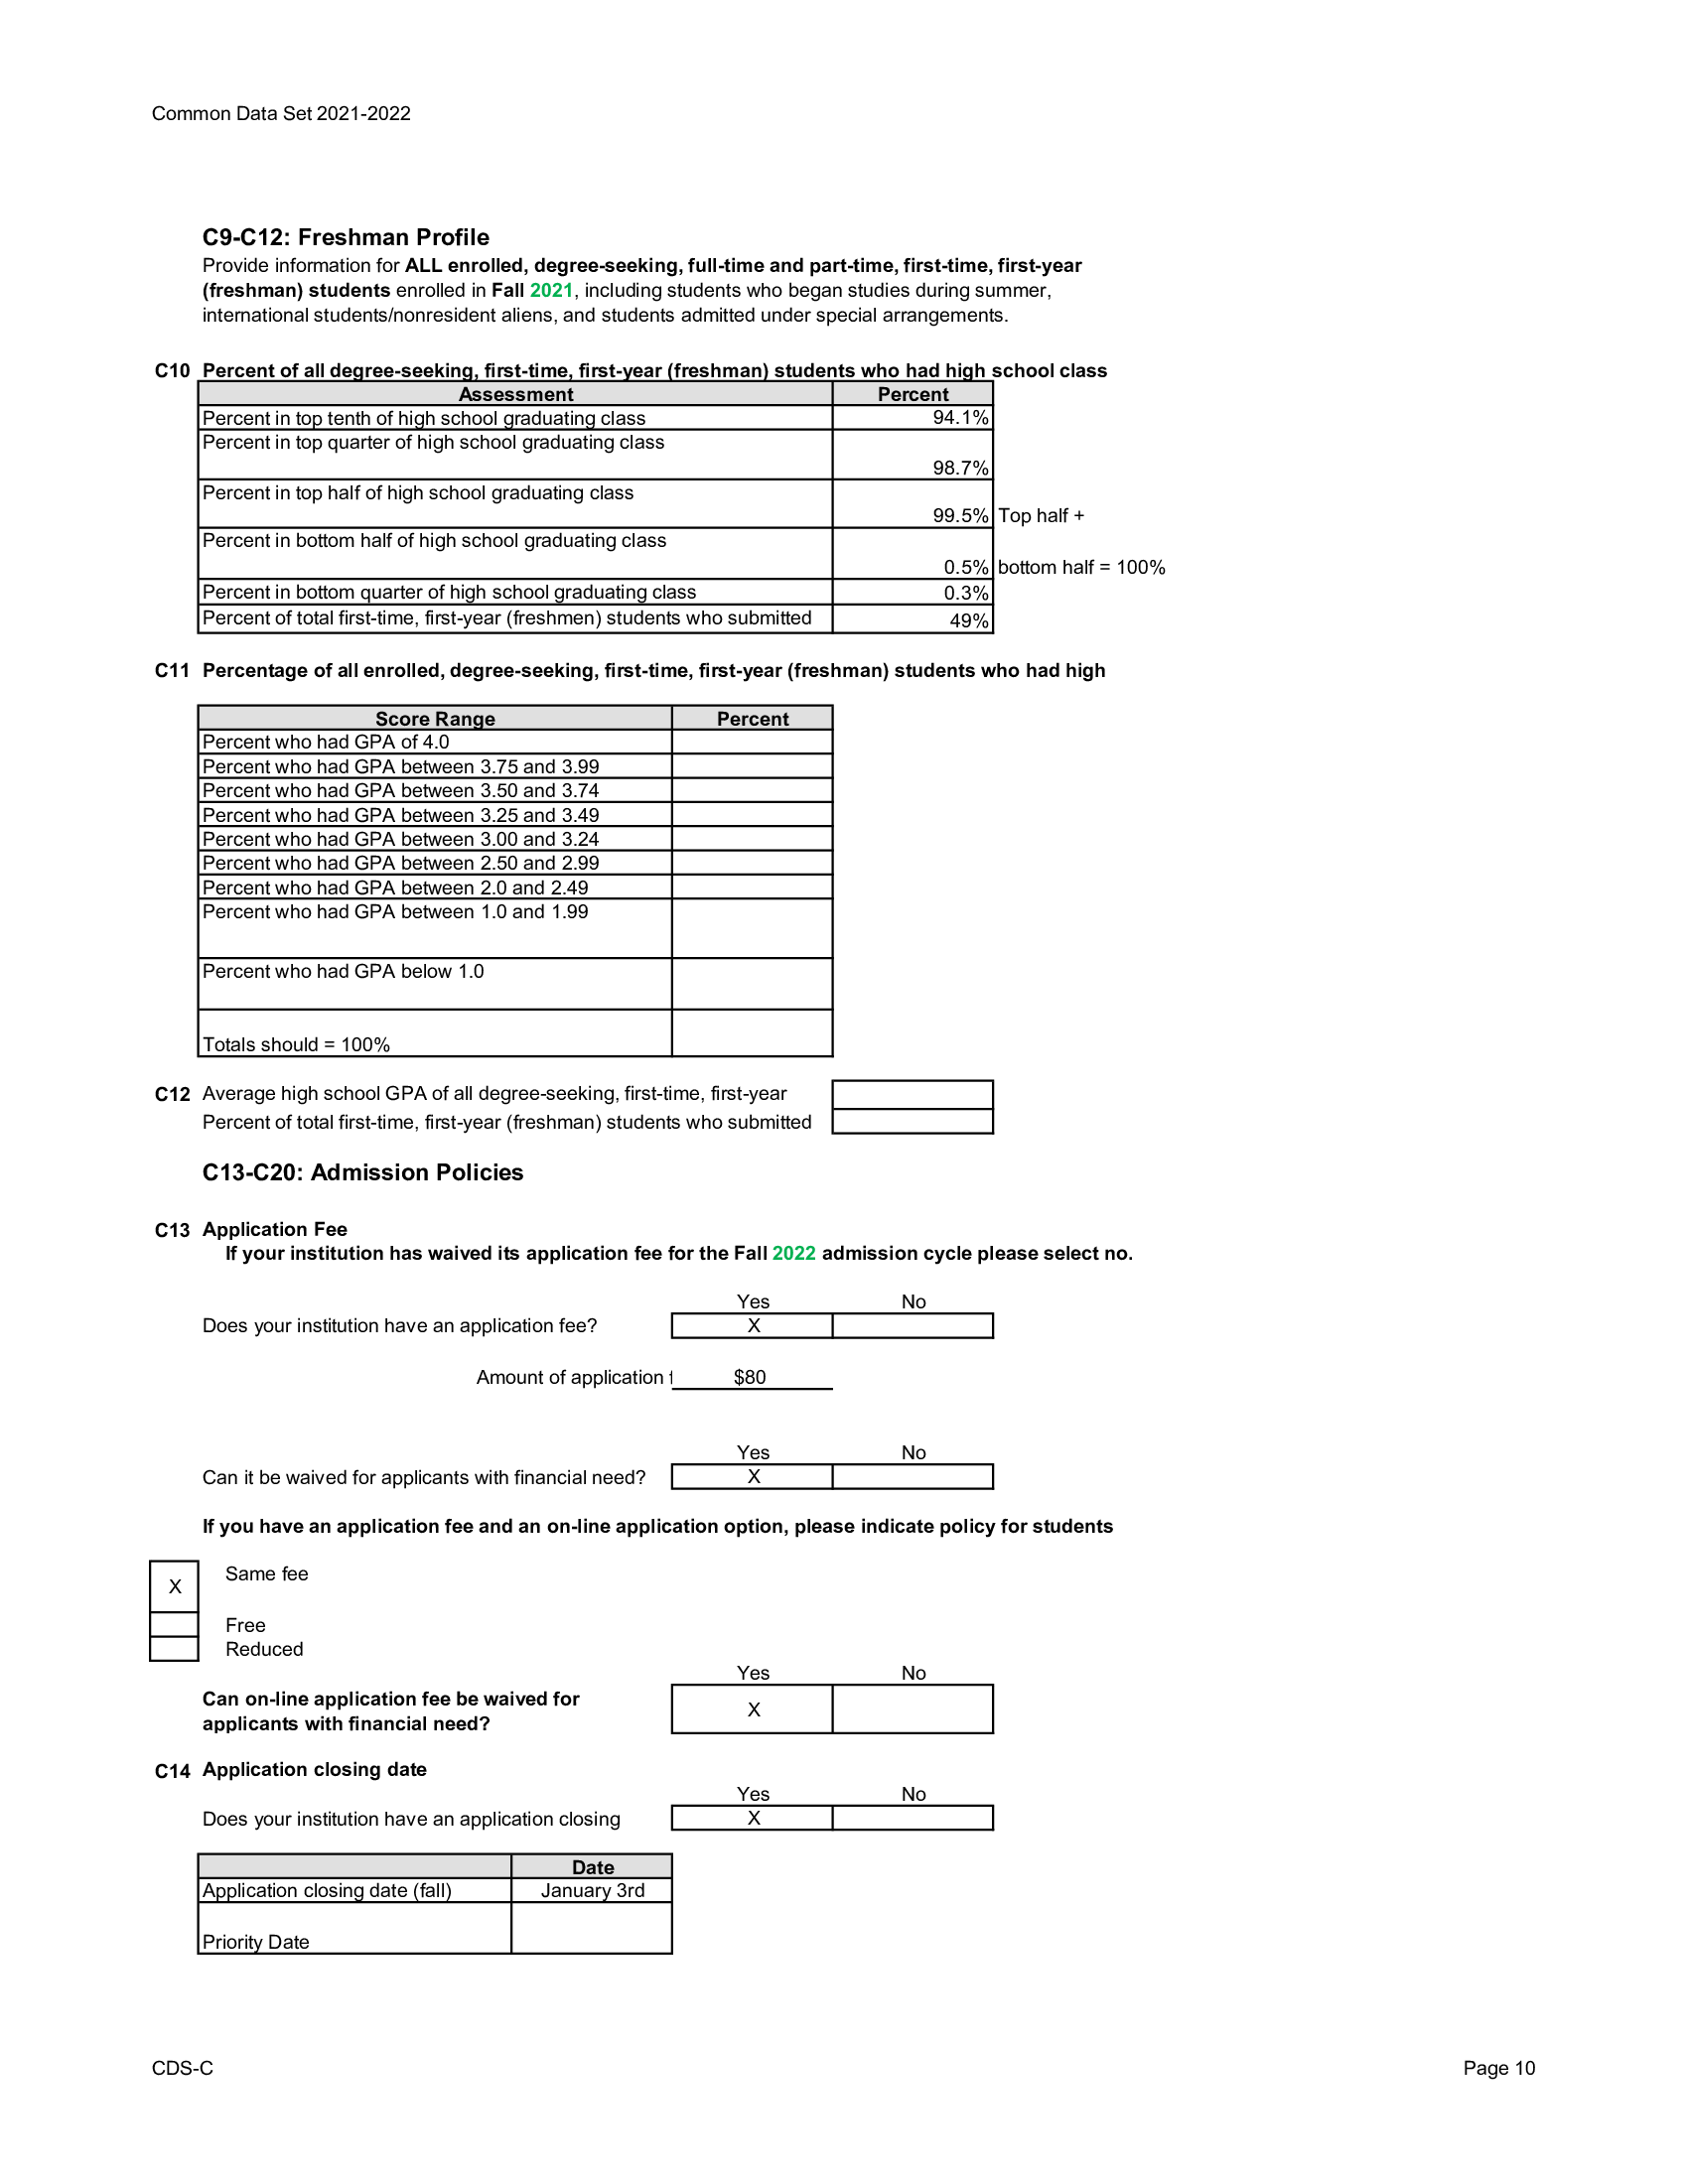 Common Data Set 2021-2022
C9-C12: Freshman Profile
Provide information for ALL enrolled, degree-seeking, full-time and part-time, first-time, first-year
(freshman) students enrolled in Fall 2021, including students who began studies during summer,
international students/nonresident aliens, and students admitted under special arrangements.
C10 Percent of all degree-seeking, first-time, first-year (freshman) students who had high school class
Assessment Percent
Percent in top tenth of high school graduating class 94.1%
Percent in top quarter of high school graduating class
98.7%
Percent in top half of high school graduating class
99.5% Top half +
Percent in bottom half of high school graduating class
0.5% bottom half = 100%
Percent in bottom quarter of high school graduating class 0.3%
Percent of total first-time, first-year (freshmen) students who submitted 49%
C11 Percentage of all enrolled, degree-seeking, first-time, first-year (freshman) students who had high
Score Range Percent
Percent who had GPA of 4.0
Percent who had GPA between 3.75 and 3.99
Percent who had GPA between 3.50 and 3.74
Percent who had GPA between 3.25 and 3.49
Percent who had GPA between 3.00 and 3.24
Percent who had GPA between 2.50 and 2.99
Percent who had GPA between 2.0 and 2.49
Percent who had GPA between 1.0 and 1.99
Percent who had GPA below 1.0
Totals should = 100%
C12 Average high school GPA of all degree-seeking, first-time, first-year
Percent of total first-time, first-year (freshman) students who submitted
C13-C20: Admission Policies
C13 Application Fee
If your institution has waived its application fee for the Fall 2022 admission cycle please select no.
Yes No
Does your institution have an application fee? X
Amount of application $80
Yes No
Can it be waived for applicants with financial need? X
If you have an application fee and an on-line application option, please indicate policy for students
X Same fee
Free
Reduced
Yes No
Can on-line application fee be waived for
applicants with financial need? X
C14 Application closing date
Yes No
Does your institution have an application closing X
Date
Application closing date (fall) January 3rd
Priority Date
CDS-C Page 10